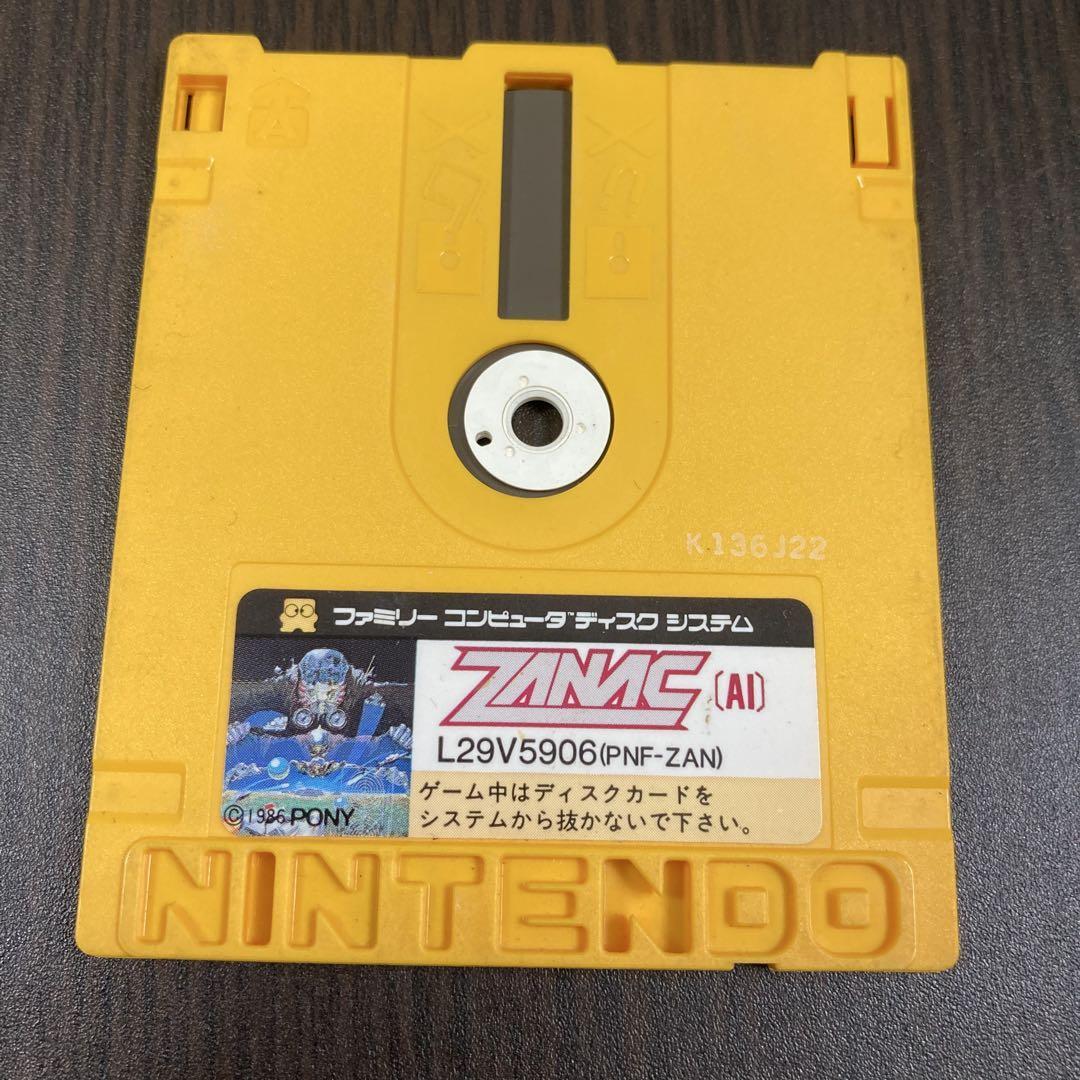 A
K136J22
ファミリー コンピュータ™ ディスク システム
ZANAC [AI]
L29V5906(PNF-ZAN)
ゲーム中はディスクカードを
システムから抜かないで下さい。
©1986 PONY
NINTENDO